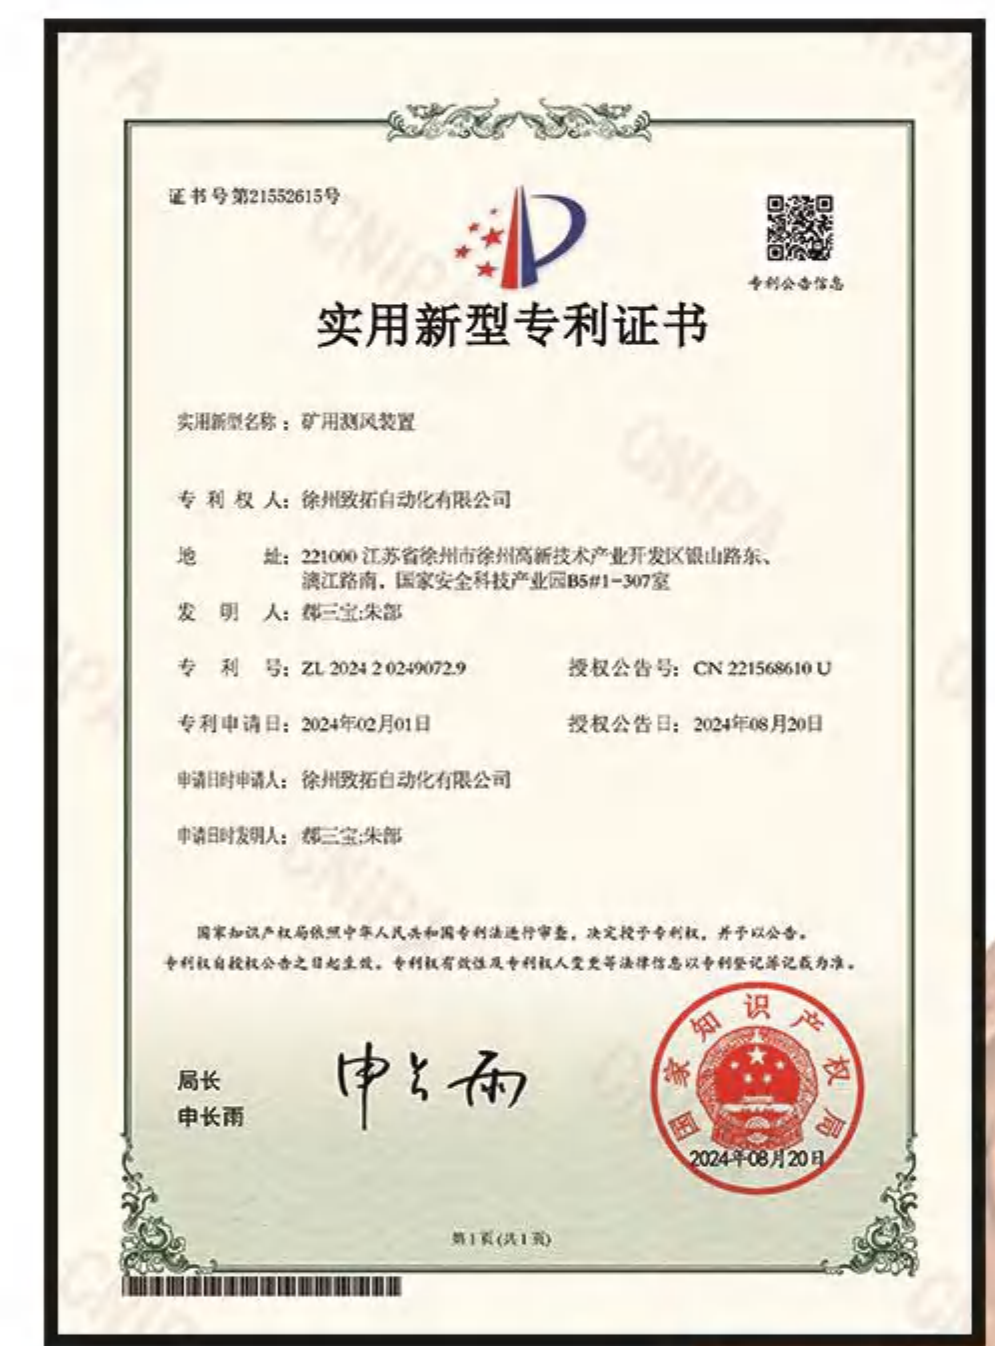 证书号第21552615号
专利公告信息
实用新型专利证书
实用新型名称：矿用测风装置
专利权人：徐州致拓自动化有限公司
地址：221000 江苏省徐州市徐州高新技术产业开发区银山路东、
漓江路南，国家安全科技产业园B5#1-307室
发明人：郝三宝;朱部
专利号：ZL 2024 2 0249072.9
授权公告号：CN 221568610 U
专利申请日：2024年02月01日
授权公告日：2024年08月20日
申请日时申请人：徐州致拓自动化有限公司
申请日时发明人：郝三宝;朱部
国家知识产权局依照中华人民共和国专利法进行审查，决定授予专利权，并予以公告。
专利权自授权公告之日起生效。专利权有效性及专利权人变更等法律信息以专利登记簿记载为准。
局长
申长雨
申长雨
国家知识产权局
2024年08月20日
第1页(共1页)
CNIPA